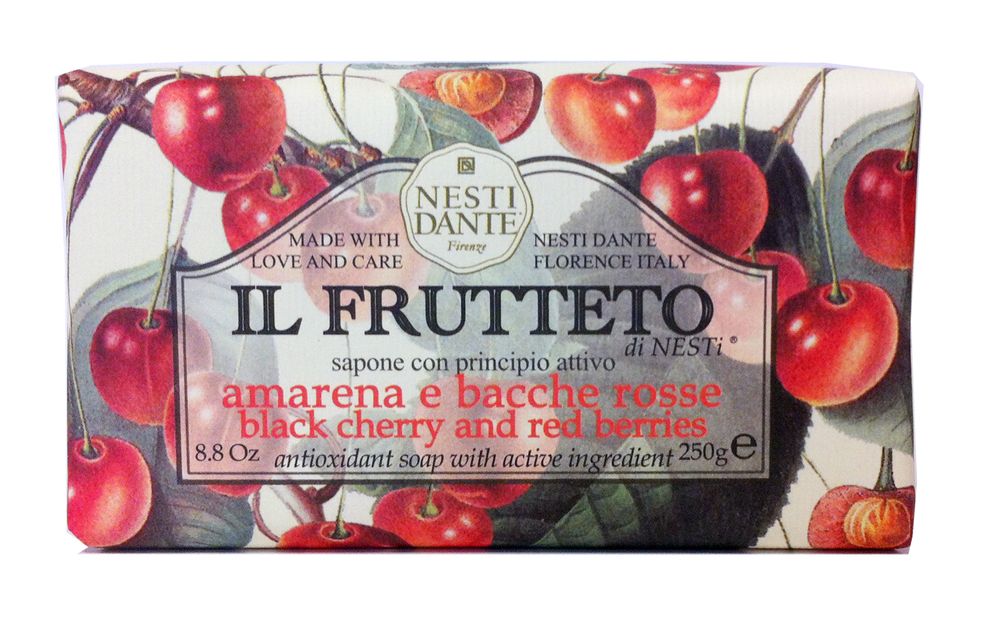 NESTI
DANTE
Firenze
MADE WITH
LOVE AND CARE
NESTI DANTE
FLORENCE ITALY
IL FRUTTETO
di NESTi ®
sapone con principio attivo
amarena e bacche rosse
black cherry and red berries
8.8 Oz antioxidant soap with active ingredient 250g e